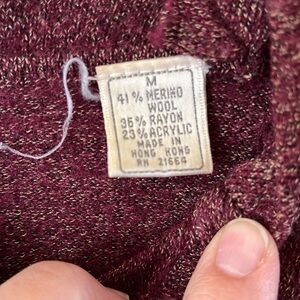 M
41% MERINO
WOOL
36% RAYON
23% ACRYLIC
MADE IN
HONG KONG
RN 21664